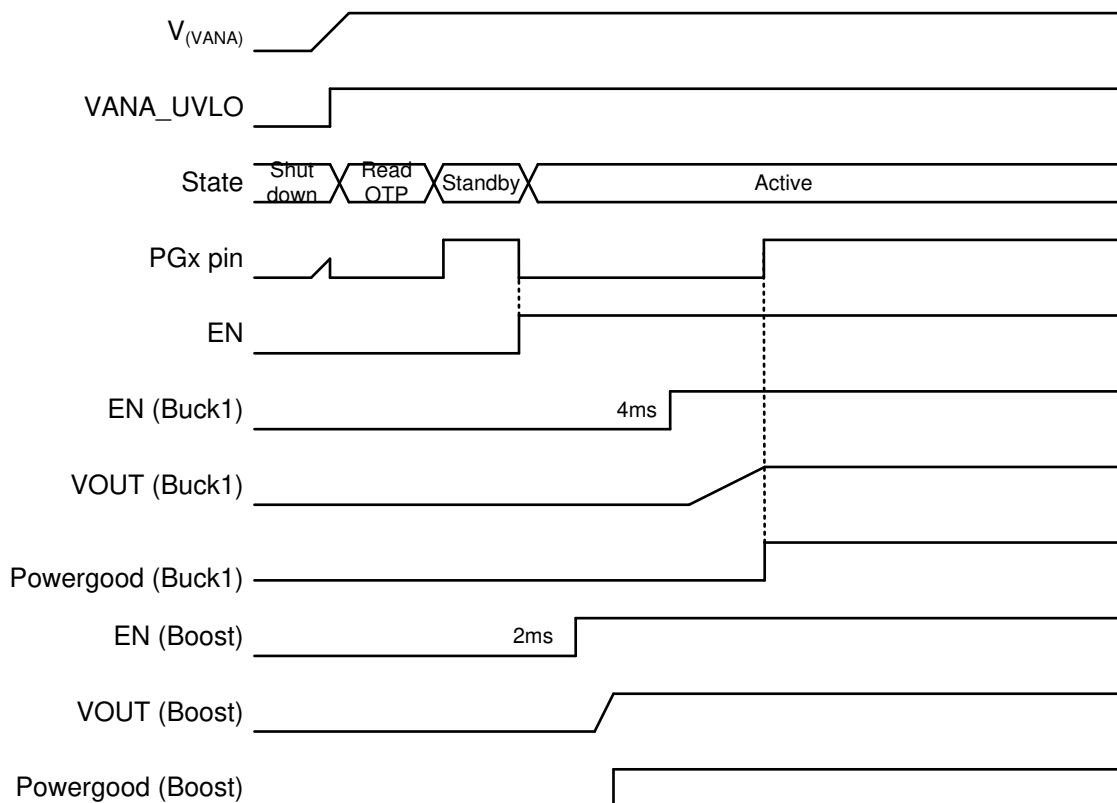 V(VANA)
VANA_UVLO
State
Shut
down
Read
OTP
Standby
Active
PGx pin
EN
EN (Buck1)
4ms
VOUT (Buck1)
Powergood (Buck1)
EN (Boost)
2ms
VOUT (Boost)
Powergood (Boost)